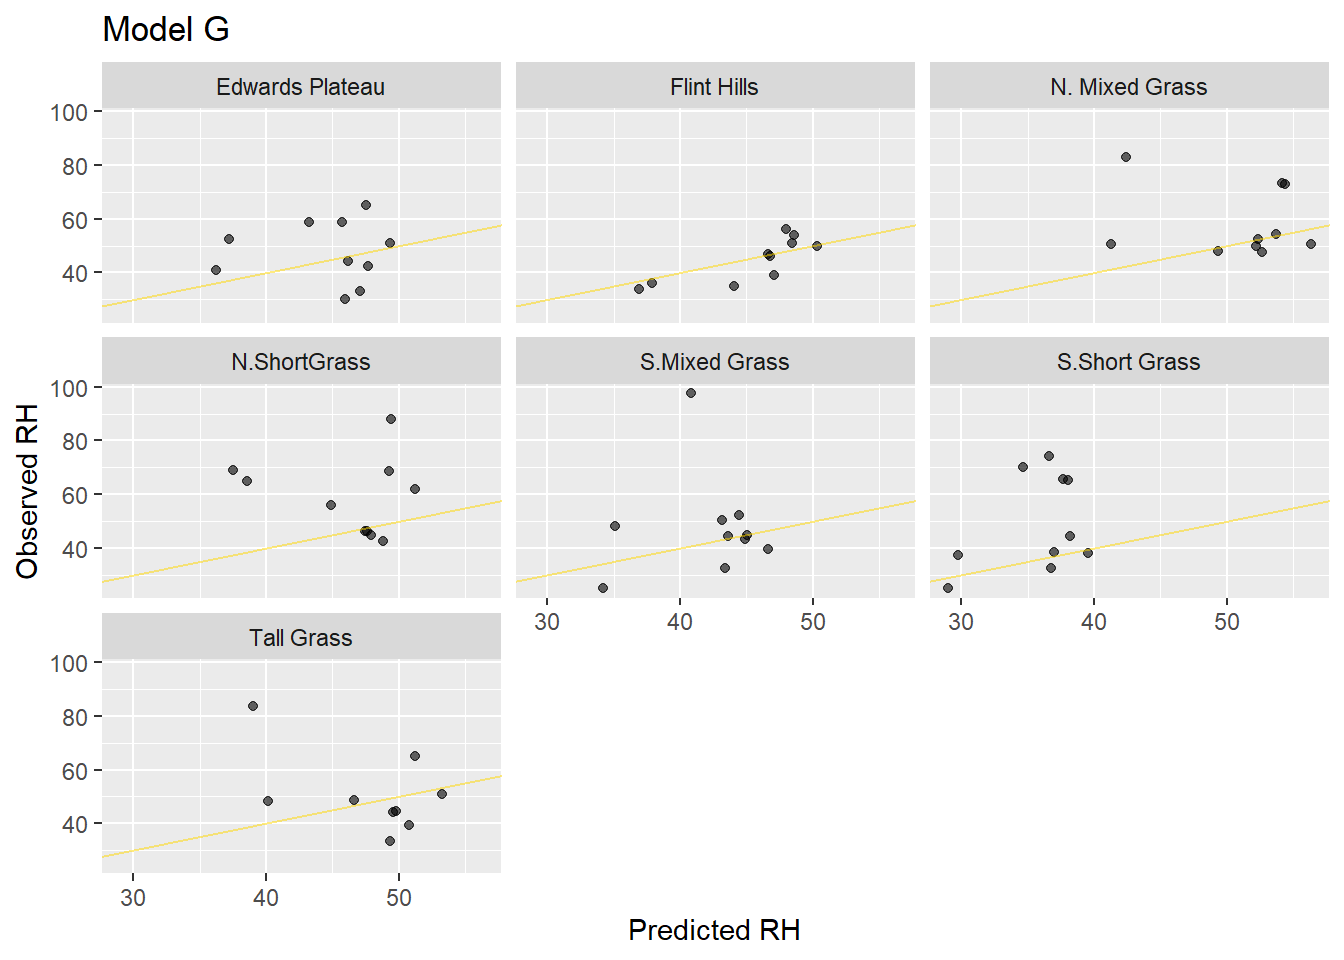 Model G
Edwards Plateau
Flint Hills
N. Mixed Grass
100
80
60
40
N.ShortGrass
S.Mixed Grass
S.Short Grass
100
80
60
40
30
40
50
30
40
50
Tall Grass
100
80
60
40
30
40
50
Observed RH
Predicted RH